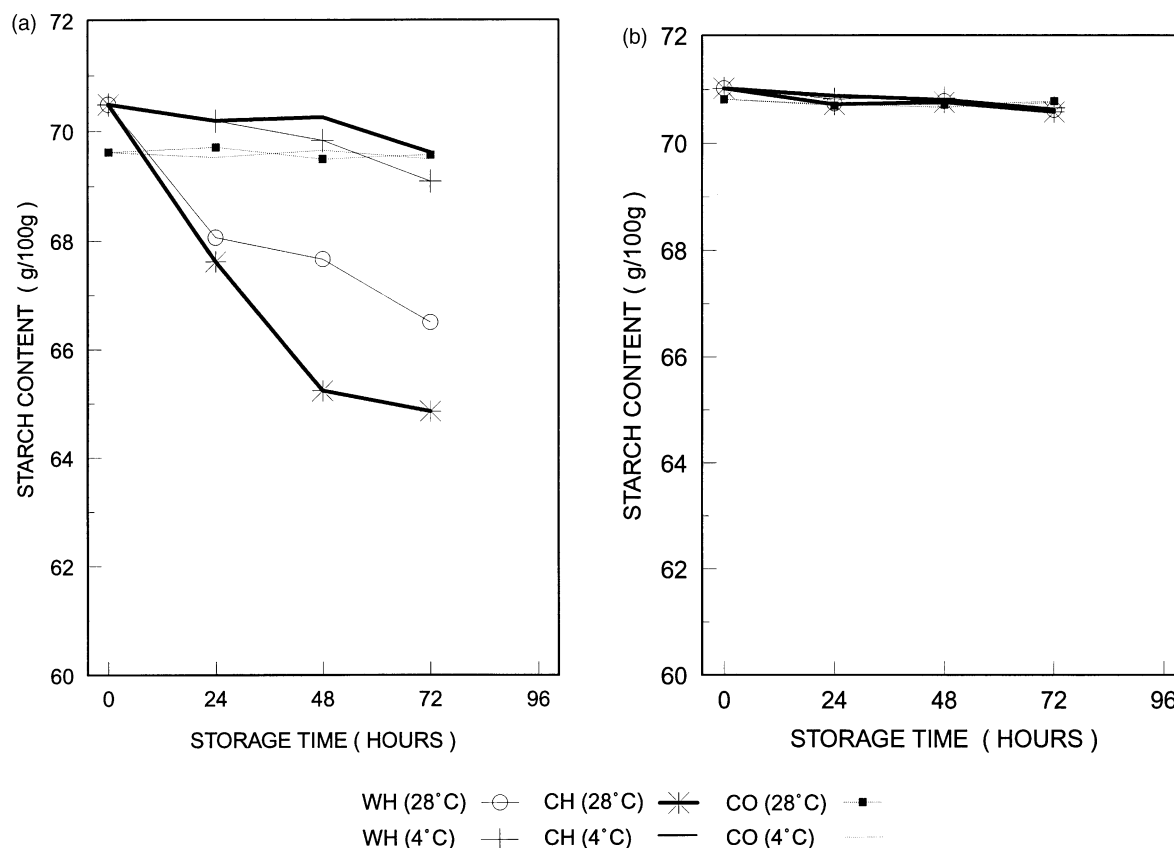 (a)
72
70
68
66
64
62
60
STARCH CONTENT ( g/100g )
0 24 48 72 96
STORAGE TIME ( HOURS )
(b)
72
70
68
66
64
62
60
STARCH CONTENT ( g/100g )
0 24 48 72 96
STORAGE TIME ( HOURS )
WH (28°C) CH (28°C) CO (28°C)
WH (4°C) CH (4°C) CO (4°C)